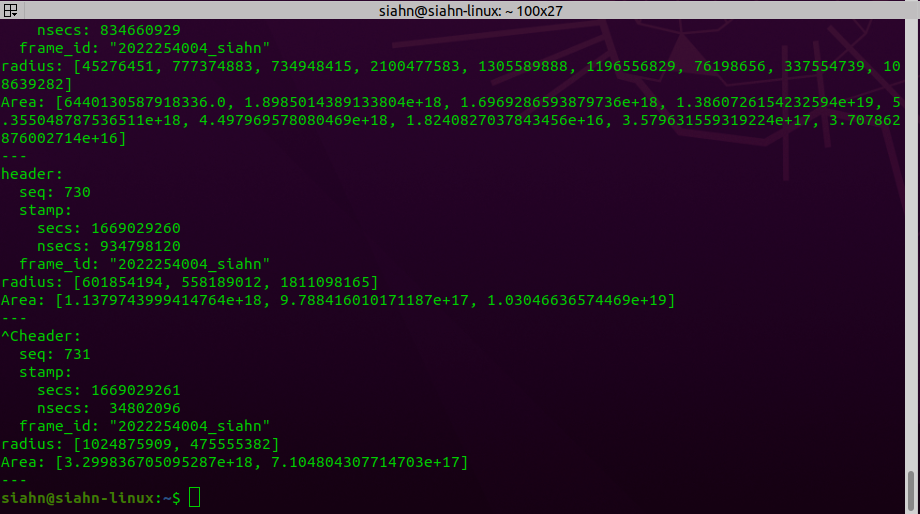 siahn@siahn-linux: ~ 100x27
    nsecs: 834660929
  frame_id: "2022254004_siahn"
radius: [45276451, 777374883, 734948415, 2100477583, 1305589888, 1196556829, 76198656, 337554739, 10
8639282]
Area: [6440130587918336.0, 1.8985014389133804e+18, 1.6969286593879736e+18, 1.3860726154232594e+19, 5
.355048787536511e+18, 4.497969578080469e+18, 1.8240827037843456e+16, 3.579631559319224e+17, 3.707862
876002714e+16]
---
header:
  seq: 730
  stamp:
    secs: 1669029260
    nsecs: 934798120
  frame_id: "2022254004_siahn"
radius: [601854194, 558189012, 1811098165]
Area: [1.1379743999414764e+18, 9.788416010171187e+17, 1.03046636574469e+19]
---
^Cheader:
  seq: 731
  stamp:
    secs: 1669029261
    nsecs:  34802096
  frame_id: "2022254004_siahn"
radius: [1024875909, 475555382]
Area: [3.299836705095287e+18, 7.104804307714703e+17]
---
siahn@siahn-linux:~$